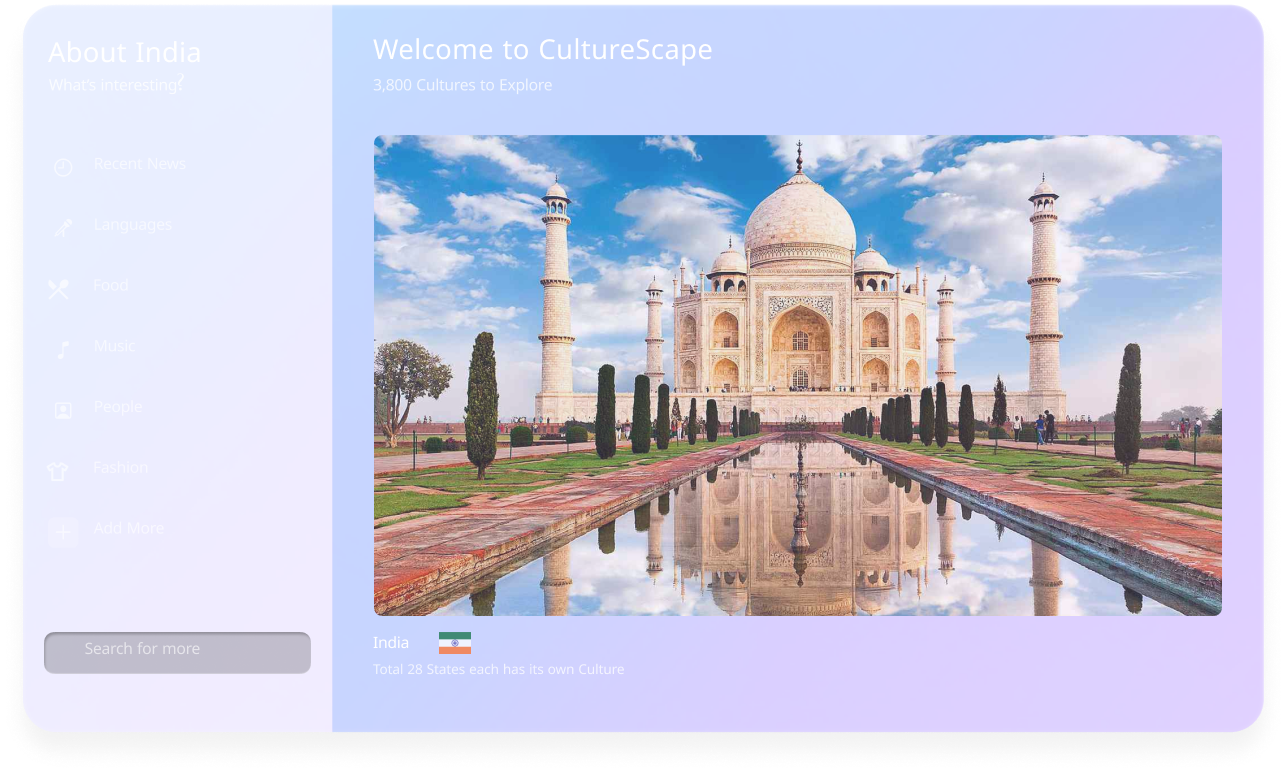 About India
What's interesting?
Recent News
Languages
Food
Music
People
Fashion
Add More
Search for more
Welcome to CultureScape
3,800 Cultures to Explore
India
Total 28 States each has its own Culture